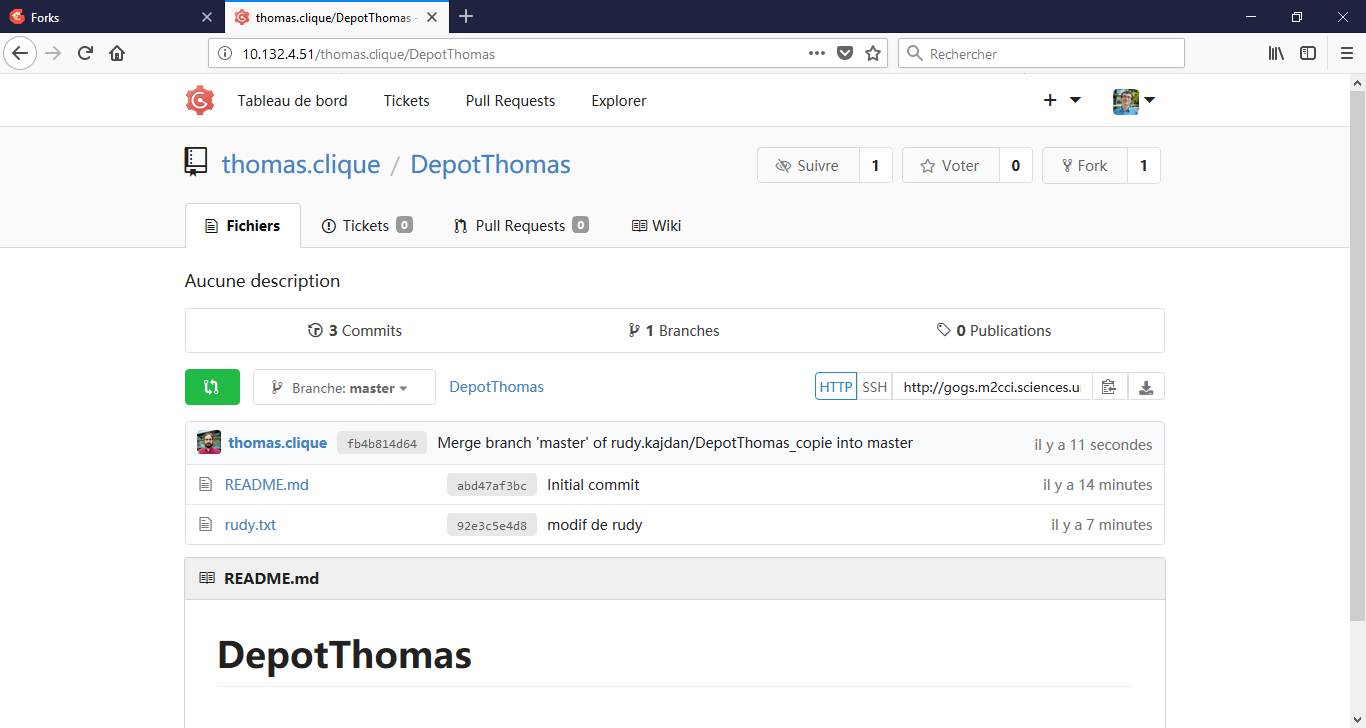 Forks
thomas.clique/DepotThomas -
10.132.4.51/thomas.clique/DepotThomas
Rechercher
Tableau de bord Tickets Pull Requests Explorer
thomas.clique / DepotThomas
Suivre 1 Voter 0 Fork 1
Fichiers Tickets 0 Pull Requests 0 Wiki
Aucune description
3 Commits 1 Branches 0 Publications
Branche: master DepotThomas HTTP SSH http://gogs.m2cci.sciences.u
thomas.clique fb4b814d64 Merge branch 'master' of rudy.kajdan/DepotThomas_copie into master il y a 11 secondes
README.md abd47af3bc Initial commit il y a 14 minutes
rudy.txt 92e3c5e4d8 modif de rudy il y a 7 minutes
README.md
DepotThomas